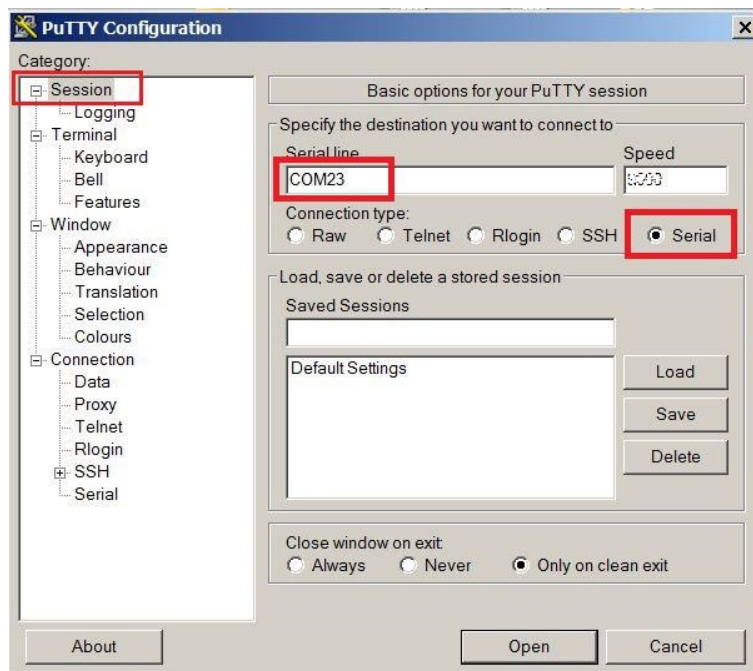 PuTTY Configuration
Category:
Session
Logging
Terminal
Keyboard
Bell
Features
Window
Appearance
Behaviour
Translation
Selection
Colours
Connection
Data
Proxy
Telnet
Rlogin
SSH
Serial
Basic options for your PuTTY session
Specify the destination you want to connect to
Serial line Speed
COM23
Connection type:
Raw Telnet Rlogin SSH Serial
Load, save or delete a stored session
Saved Sessions
Default Settings
Load
Save
Delete
Close window on exit:
Always Never Only on clean exit
About Open Cancel